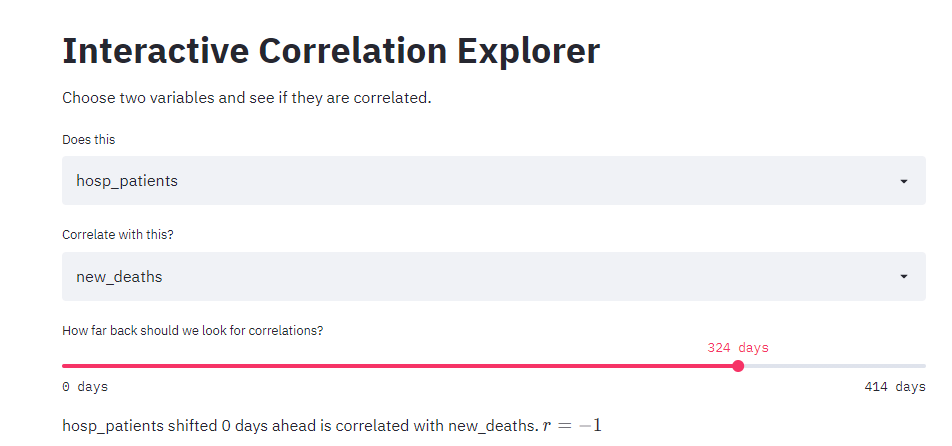 Interactive Correlation Explorer
Choose two variables and see if they are correlated.
Does this
hosp_patients
Correlate with this?
new_deaths
How far back should we look for correlations?
324 days
0 days 414 days
hosp_patients shifted 0 days ahead is correlated with new_deaths. r = −1